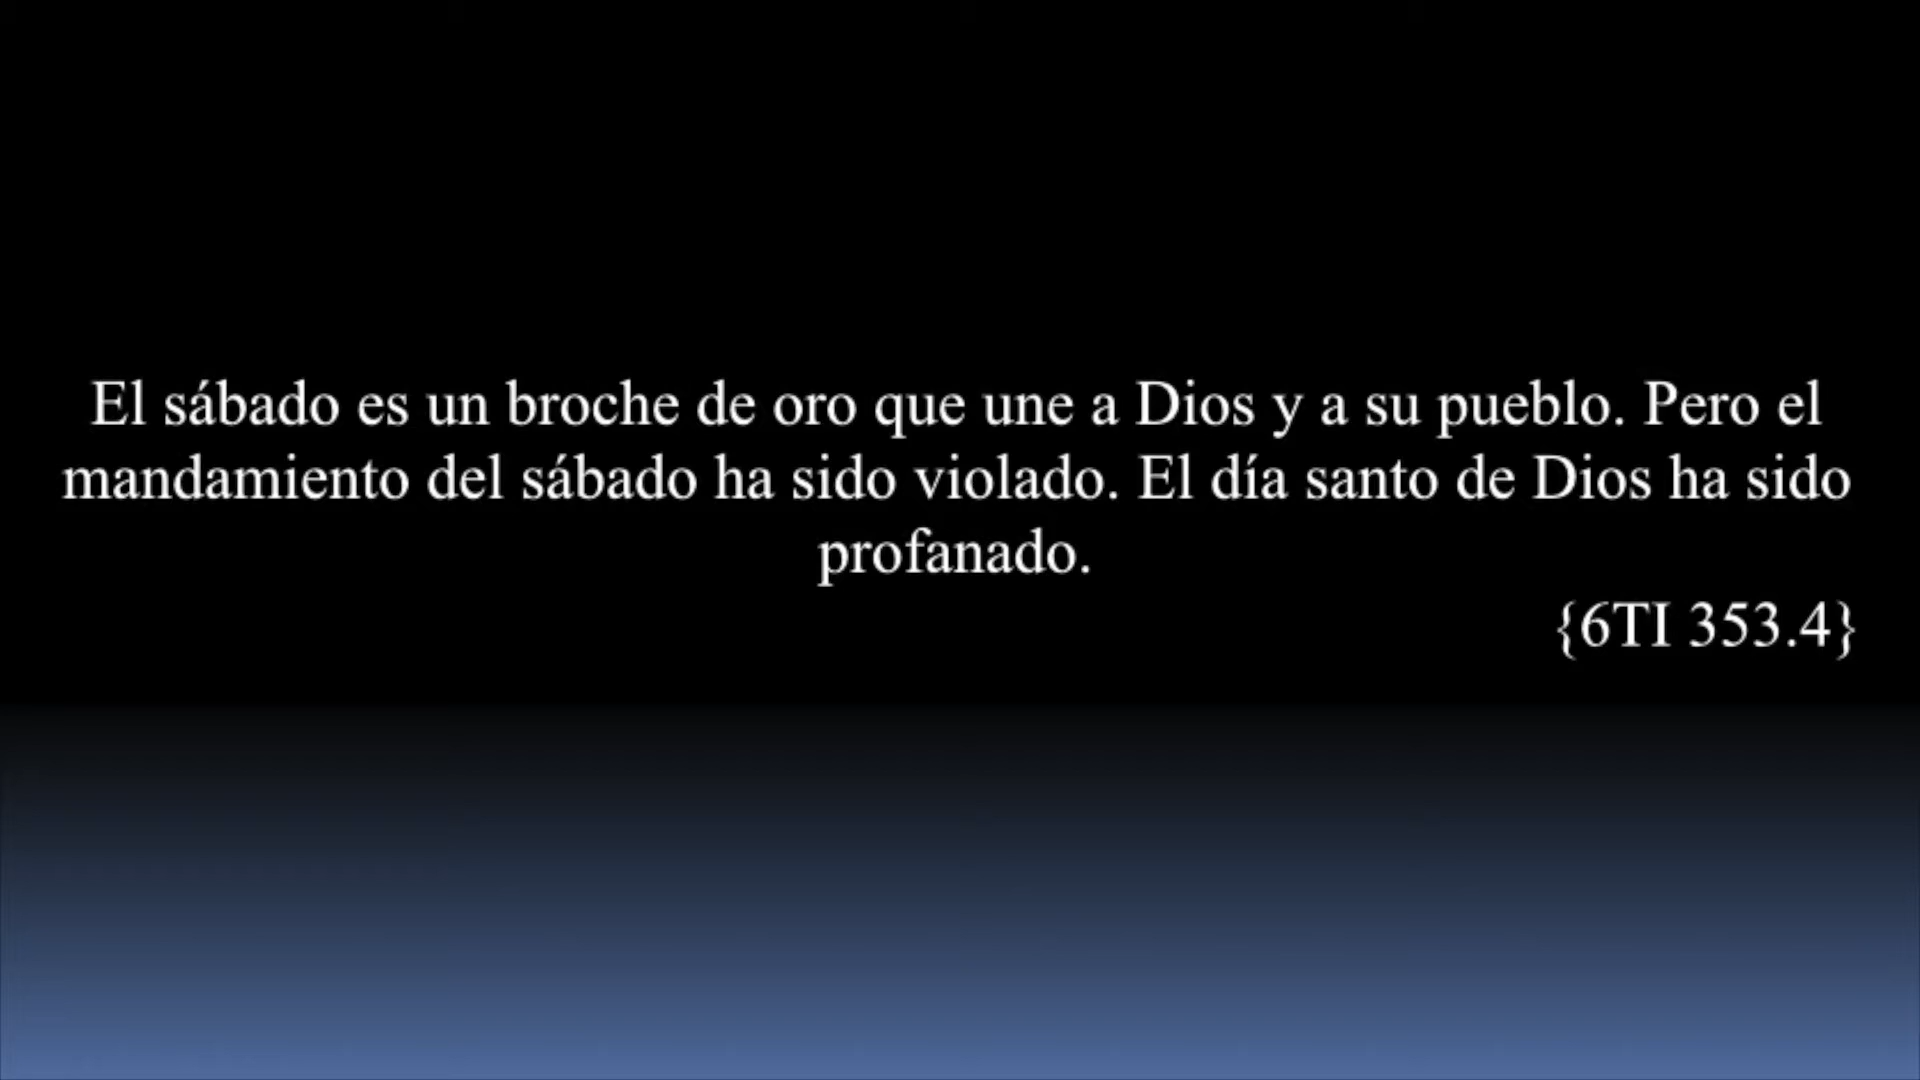 El sábado es un broche de oro que une a Dios y a su pueblo. Pero el
mandamiento del sábado ha sido violado. El día santo de Dios ha sido
profanado.
{6TI 353.4}